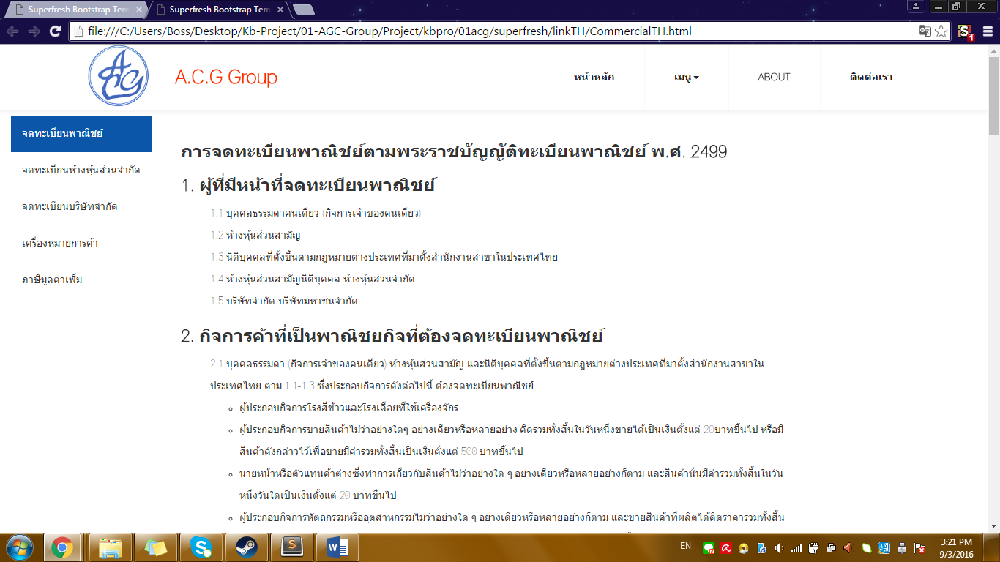 Superfresh Bootstrap Tem
Superfresh Bootstrap Tem
file:///C:/Users/Boss/Desktop/Kb-Project/01-AGC-Group/Project/kbpro/01acg/superfresh/linkTH/CommercialTH.html
ACG
A.C.G Group
หน้าหลัก
เมนู
ABOUT
ติดต่อเรา
จดทะเบียนพาณิชย์
จดทะเบียนห้างหุ้นส่วนจำกัด
จดทะเบียนบริษัทจำกัด
เครื่องหมายการค้า
ภาษีมูลค่าเพิ่ม
การจดทะเบียนพาณิชย์ตามพระราชบัญญัติทะเบียนพาณิชย์ พ.ศ. 2499
1. ผู้ที่มีหน้าที่จดทะเบียนพาณิชย์
1.1 บุคคลธรรมดาคนเดียว (กิจการเจ้าของคนเดียว)
1.2 ห้างหุ้นส่วนสามัญ
1.3 นิติบุคคลที่ตั้งขึ้นตามกฎหมายต่างประเทศที่มาตั้งสำนักงานสาขาในประเทศไทย
1.4 ห้างหุ้นส่วนสามัญนิติบุคคล ห้างหุ้นส่วนจำกัด
1.5 บริษัทจำกัด บริษัทมหาชนจำกัด
2. กิจการค้าที่เป็นพาณิชยกิจที่ต้องจดทะเบียนพาณิชย์
2.1 บุคคลธรรมดา (กิจการเจ้าของคนเดียว) ห้างหุ้นส่วนสามัญ และนิติบุคคลที่ตั้งขึ้นตามกฎหมายต่างประเทศที่มาตั้งสำนักงานสาขาใน
ประเทศไทย ตาม 1.1-1.3 ซึ่งประกอบกิจการดังต่อไปนี้ ต้องจดทะเบียนพาณิชย์
ผู้ประกอบกิจการโรงสีข้าวและโรงเลื่อยที่ใช้เครื่องจักร
ผู้ประกอบกิจการขายสินค้าไม่ว่าอย่างใดๆ อย่างเดียวหรือหลายอย่าง คิดรวมทั้งสิ้นในวันหนึ่งขายได้เป็นเงินตั้งแต่ 20บาทขึ้นไป หรือมี
สินค้าดังกล่าวไว้เพื่อขายมีค่ารวมทั้งสิ้นเป็นเงินตั้งแต่ 500 บาทขึ้นไป
นายหน้าหรือตัวแทนค้าต่างซึ่งทำการเกี่ยวกับสินค้าไม่ว่าอย่างใด ๆ อย่างเดียวหรือหลายอย่างก็ตาม และสินค้านั้นมีค่ารวมทั้งสิ้นในวัน
หนึ่งวันใดเป็นเงินตั้งแต่ 20 บาทขึ้นไป
ผู้ประกอบกิจการหัตถกรรมหรืออุตสาหกรรมไม่ว่าอย่างใด ๆ อย่างเดียวหรือหลายอย่างก็ตาม และขายสินค้าที่ผลิตได้คิดราคารวมทั้งสิ้น
EN
3:21 PM
9/3/2016